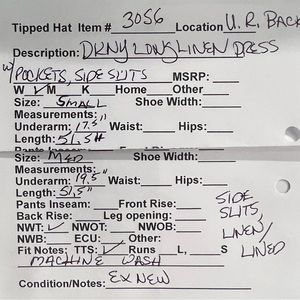 Tipped Hat Item # 3056 Location U. R. Back
Description: DKNY LONG LINEN DRESS
w/ POCKETS, SIDE SLITS MSRP:
W ✓ M K Home Other
Size: SMALL Shoe Width:
Measurements: "
Underarm: 17.5 Waist: Hips:
Length: 51.5"
Size: MED Shoe Width:
Measurements: "
Underarm: 19.5" Waist: Hips:
Length: 51,5"
Pants Inseam: Front Rise:
Back Rise: Leg opening:
NWT: ✓ NWOT: NWOB:
NWB: ECU: Other:
Fit Notes: TTS: ✓ Runs L, S
MACHINE WASH
Condition/Notes: EX NEW
SIDE
SLITS,
LINEN/
LINED